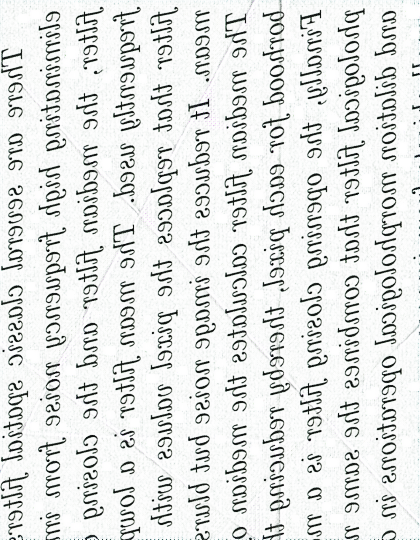 There are several classic spatial filters
eliminating high frequency noise from im
filter, the median filter and the closing
frequently used. The mean filter is a
filter that replaces the pixel values with
mean. It reduces the image noise but blurs
The median filter calculates the median o
borhood for each pixel, thereby reducing t
Finally, the opening closing filter is a m
phological filter that combines the same n
and dilation morphological operations in o